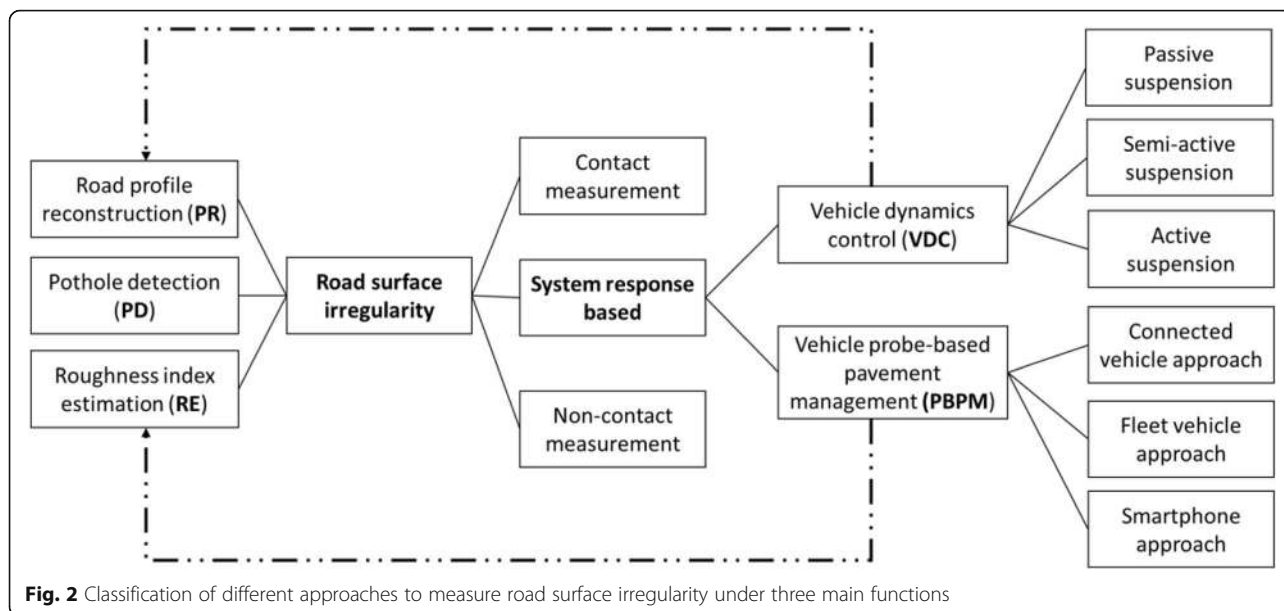 Road profile
reconstruction (PR)
Pothole detection
(PD)
Roughness index
estimation (RE)
Road surface
irregularity
Contact
measurement
System response
based
Non-contact
measurement
Vehicle dynamics
control (VDC)
Vehicle probe-based
pavement
management (PBPM)
Passive
suspension
Semi-active
suspension
Active
suspension
Connected
vehicle approach
Fleet vehicle
approach
Smartphone
approach
Fig. 2 Classification of different approaches to measure road surface irregularity under three main functions